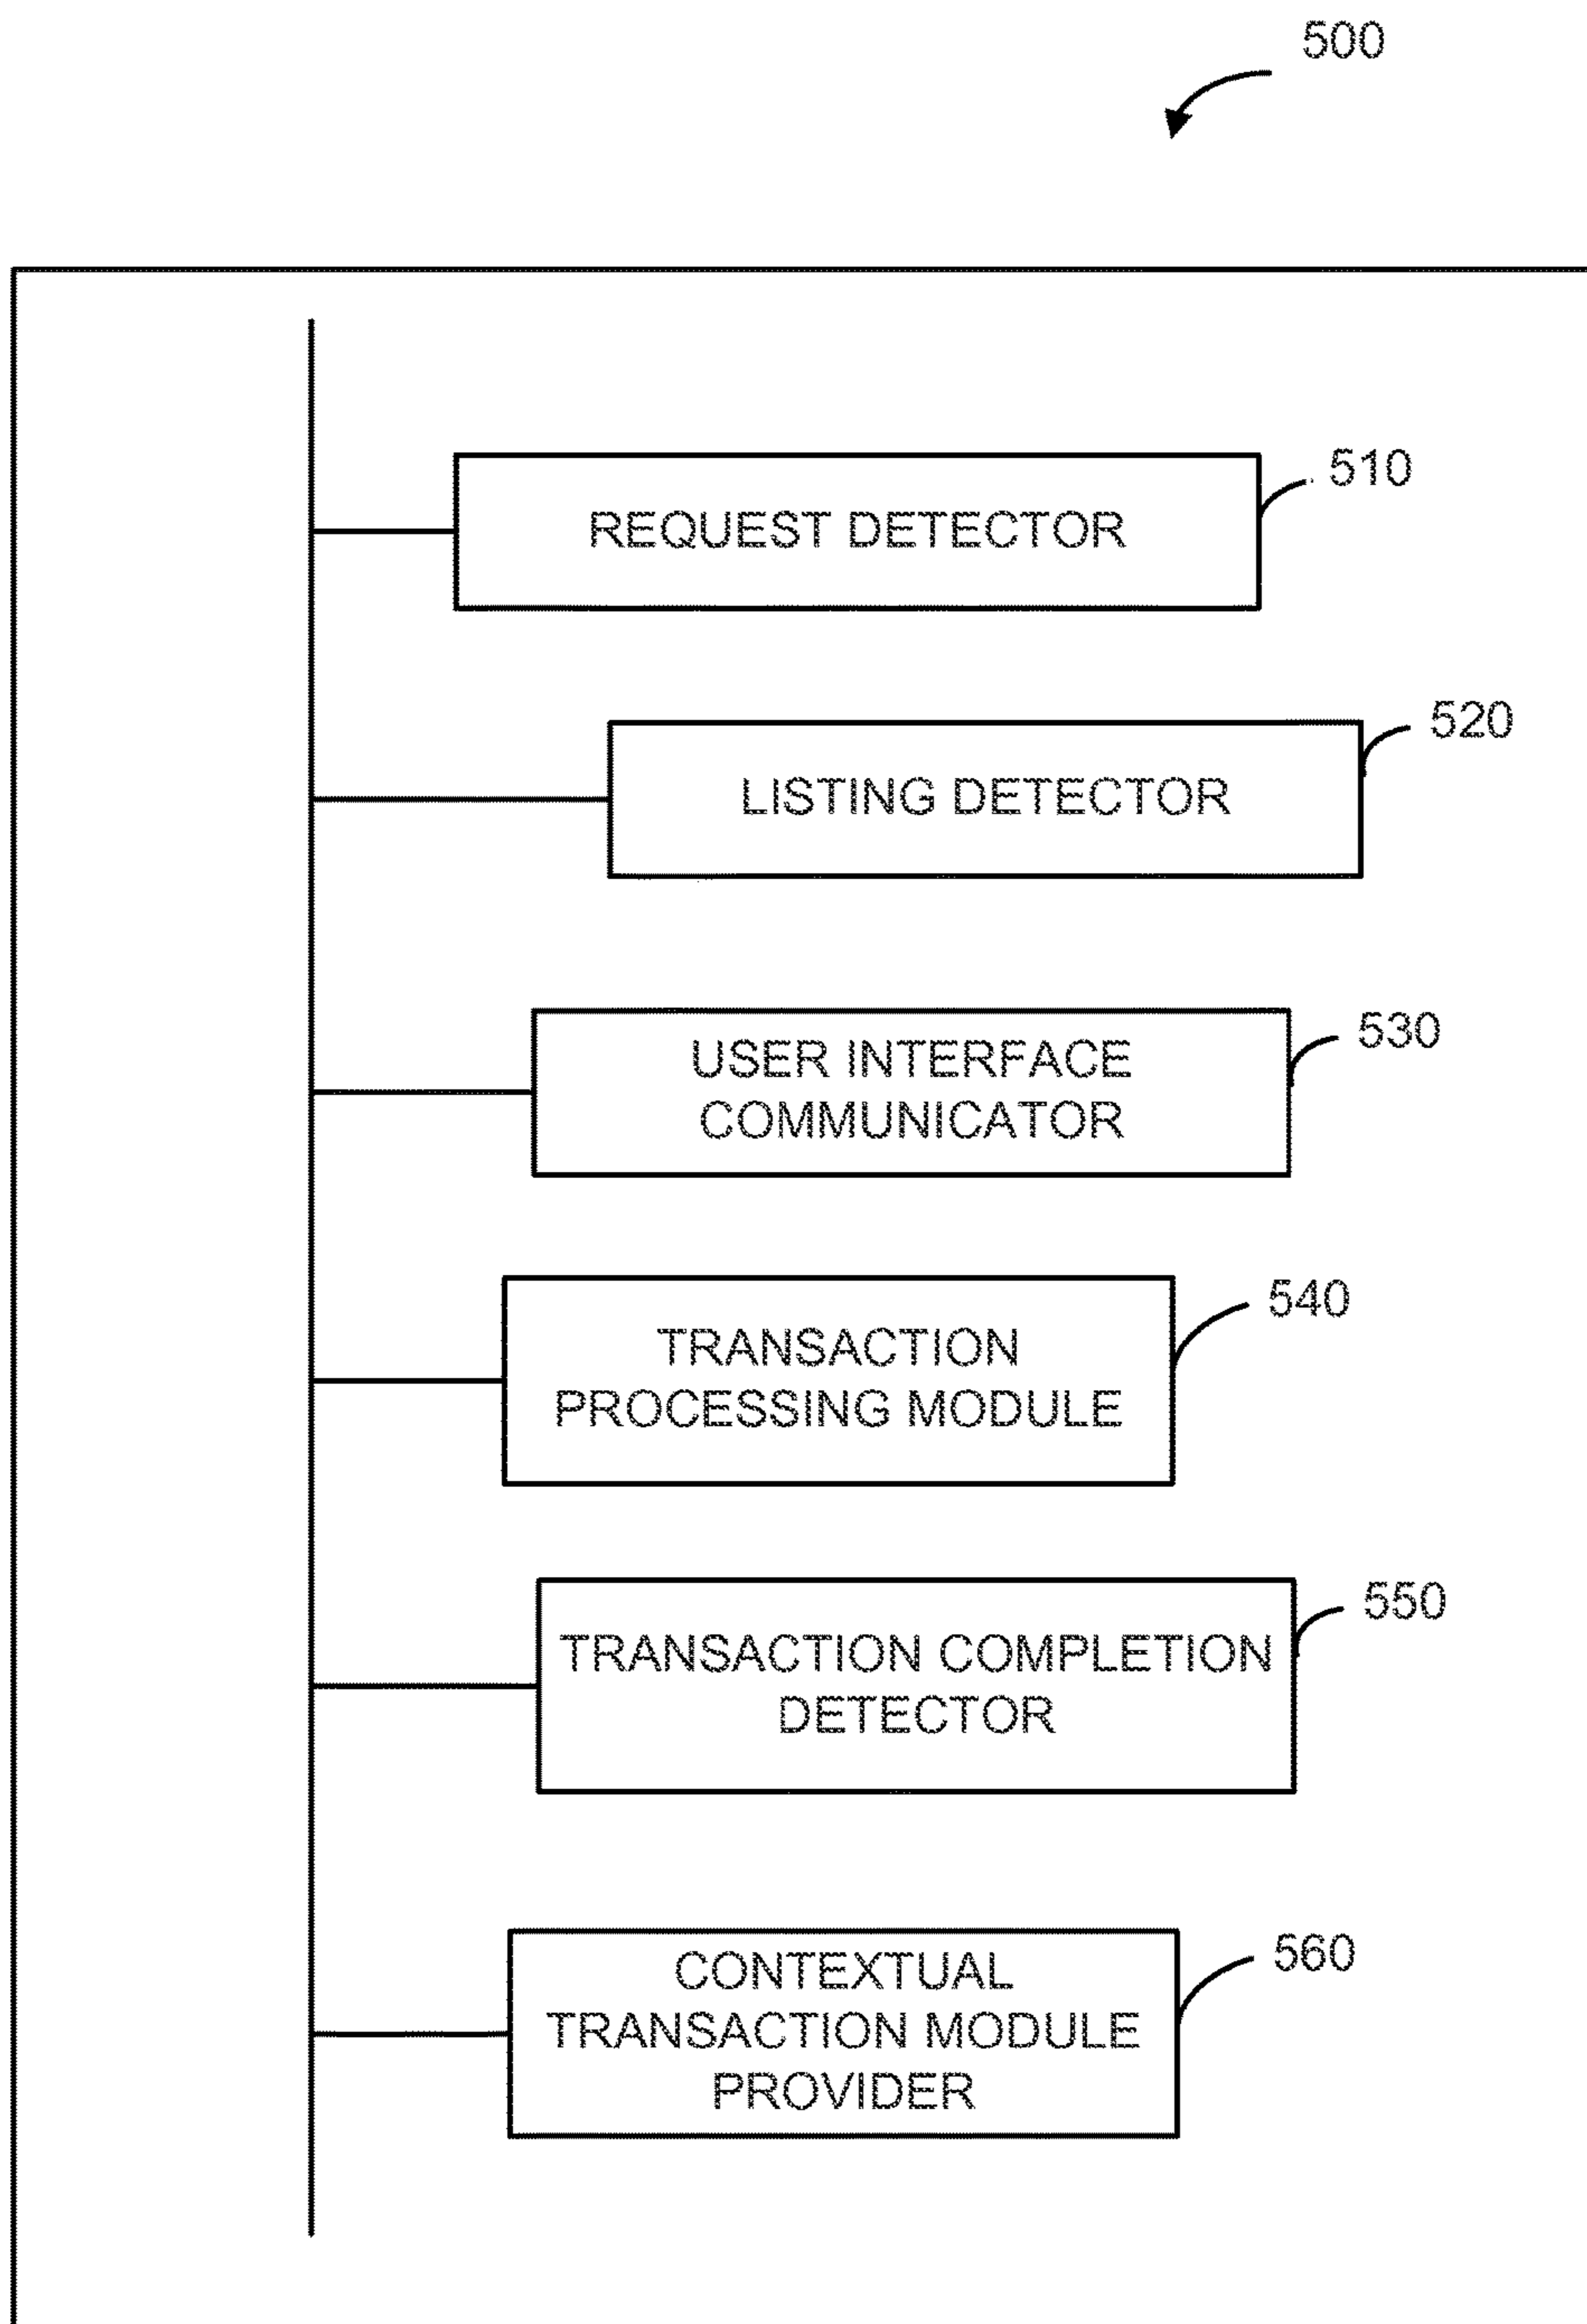 500
REQUEST DETECTOR
510
LISTING DETECTOR
520
USER INTERFACE
COMMUNICATOR
530
TRANSACTION
PROCESSING MODULE
540
TRANSACTION COMPLETION
DETECTOR
550
CONTEXTUAL
TRANSACTION MODULE
PROVIDER
560